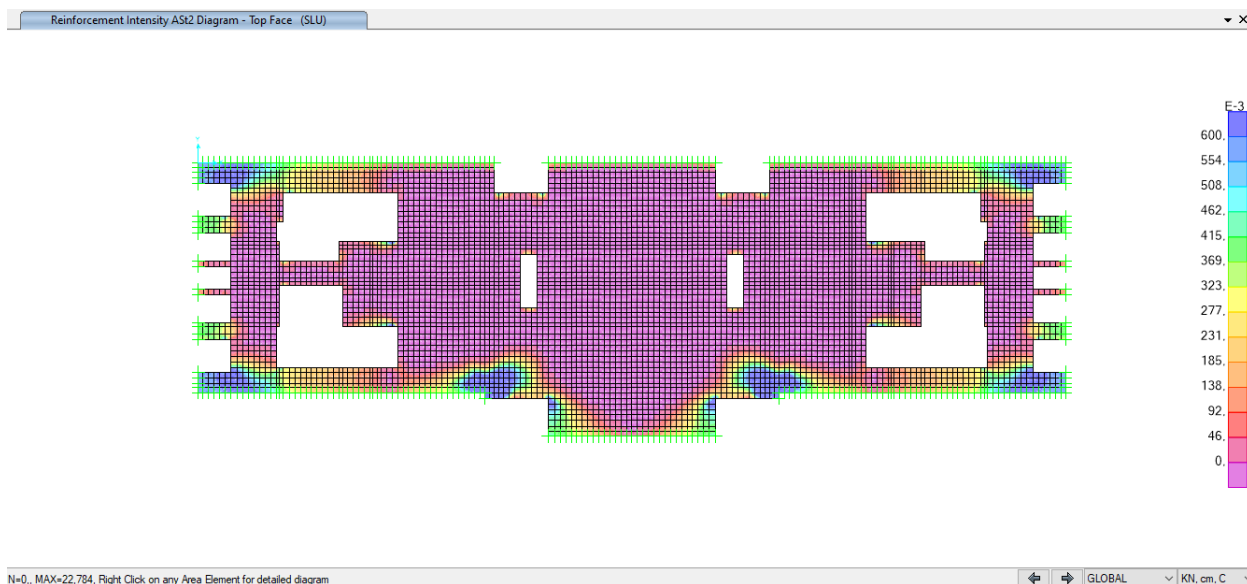 Reinforcement Intensity ASt2 Diagram - Top Face (SLU)
E-3
600,
554,
508,
462,
415,
369,
323,
277,
231,
185,
138,
92,
46,
0,
N=0,, MAX=22,784, Right Click on any Area Element for detailed diagram
GLOBAL
KN, cm, C